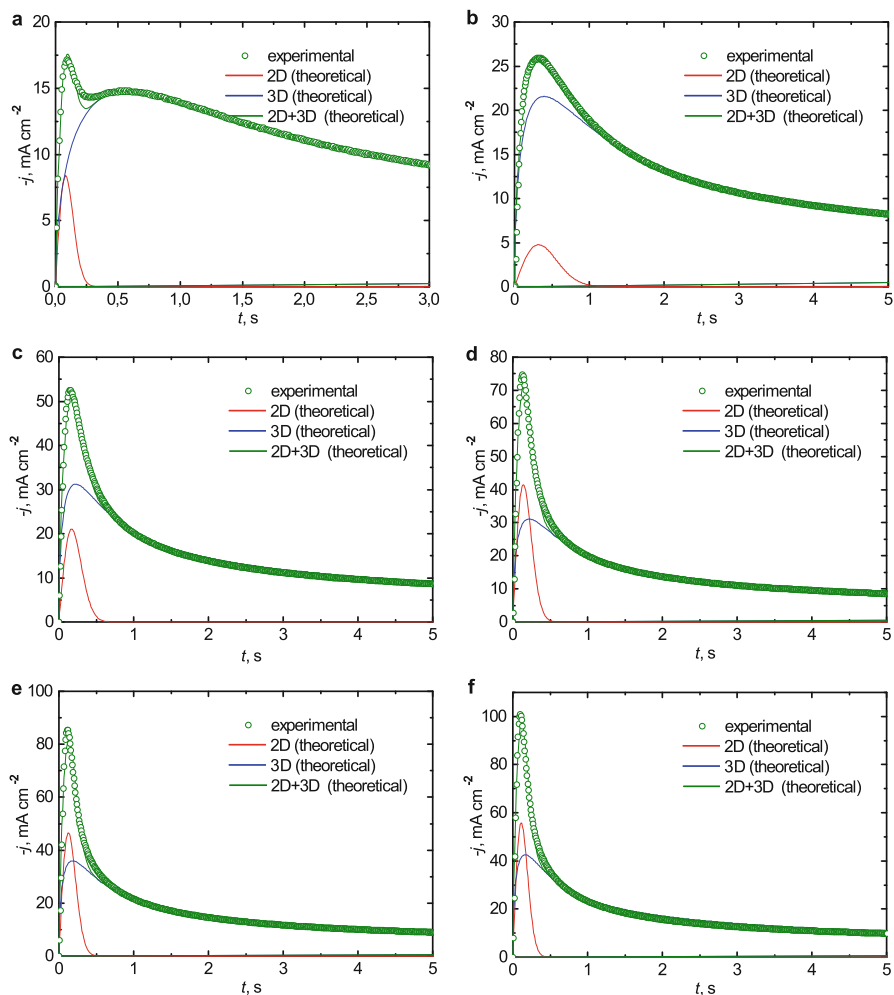 a
20
15
10
5
0
-j, mA cm-2
0,0 0,5 1,0 1,5 2,0 2,5 3,0
t, s
experimental
2D (theoretical)
3D (theoretical)
2D+3D (theoretical)
b
30
25
20
15
10
5
0
-j, mA cm-2
0 1 2 3 4 5
t, s
experimental
2D (theoretical)
3D (theoretical)
2D+3D (theoretical)
c
60
50
40
30
20
10
0
-j, mA cm-2
0 1 2 3 4 5
t, s
experimental
2D (theoretical)
3D (theoretical)
2D+3D (theoretical)
d
80
70
60
50
40
30
20
10
0
-j, mA cm-2
0 1 2 3 4 5
t, s
experimental
2D (theoretical)
3D (theoretical)
2D+3D (theoretical)
e
100
80
60
40
20
0
-j, mA cm-2
0 1 2 3 4 5
t, s
experimental
2D (theoretical)
3D (theoretical)
2D+3D (theoretical)
f
100
80
60
40
20
0
-j, mA cm-2
0 1 2 3 4 5
t, s
experimental
2D (theoretical)
3D (theoretical)
2D+3D (theoretical)